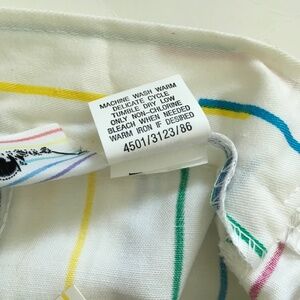 MACHINE WASH WARM
DELICATE CYCLE
TUMBLE DRY LOW
ONLY NON-CHLORINE
BLEACH WHEN NEEDED
WARM IRON IF DESIRED
4501/3123/86